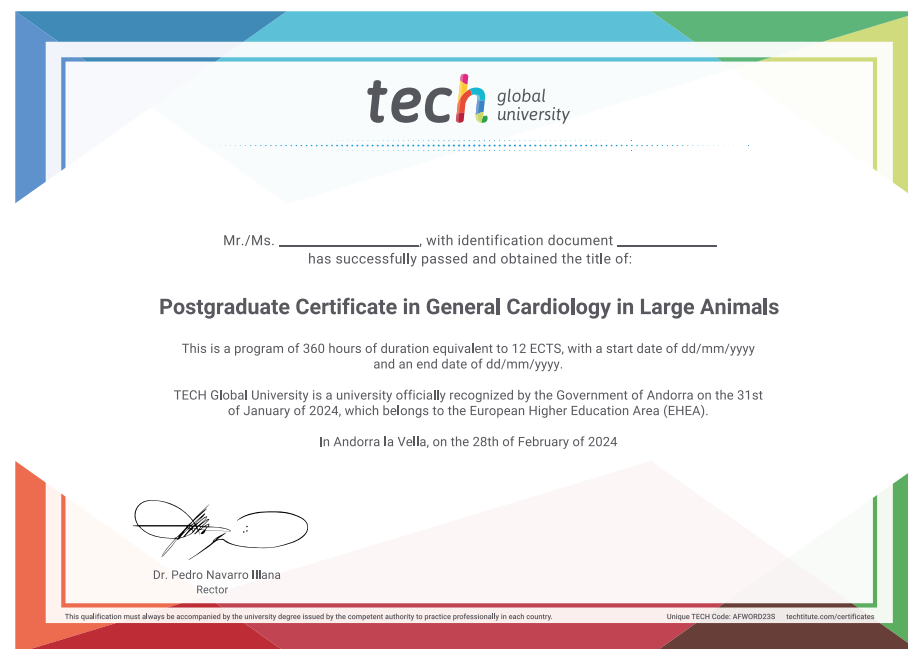 tech global university
Mr./Ms. ____________, with identification document ____________
has successfully passed and obtained the title of:
Postgraduate Certificate in General Cardiology in Large Animals
This is a program of 360 hours of duration equivalent to 12 ECTS, with a start date of dd/mm/yyyy
and an end date of dd/mm/yyyy.
TECH Global University is a university officially recognized by the Government of Andorra on the 31st
of January of 2024, which belongs to the European Higher Education Area (EHEA).
In Andorra la Vella, on the 28th of February of 2024
Dr. Pedro Navarro Illana
Rector
This qualification must always be accompanied by the university degree issued by the competent authority to practice professionally in each country. Unique TECH Code: AFWORD23S techtitute.com/certificates